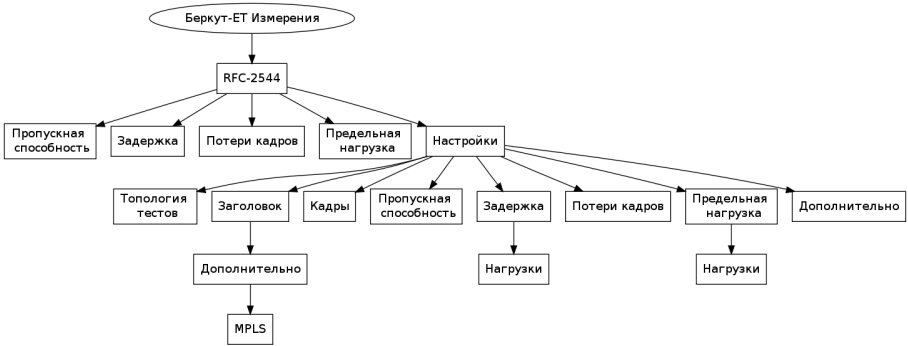 Беркут-ET Измерения
RFC-2544
Пропускная
способность
Задержка
Потери кадров
Предельная
нагрузка
Настройки
Топология
тестов
Заголовок
Кадры
Пропускная
способность
Задержка
Потери кадров
Предельная
нагрузка
Дополнительно
Дополнительно
Нагрузки
Нагрузки
MPLS